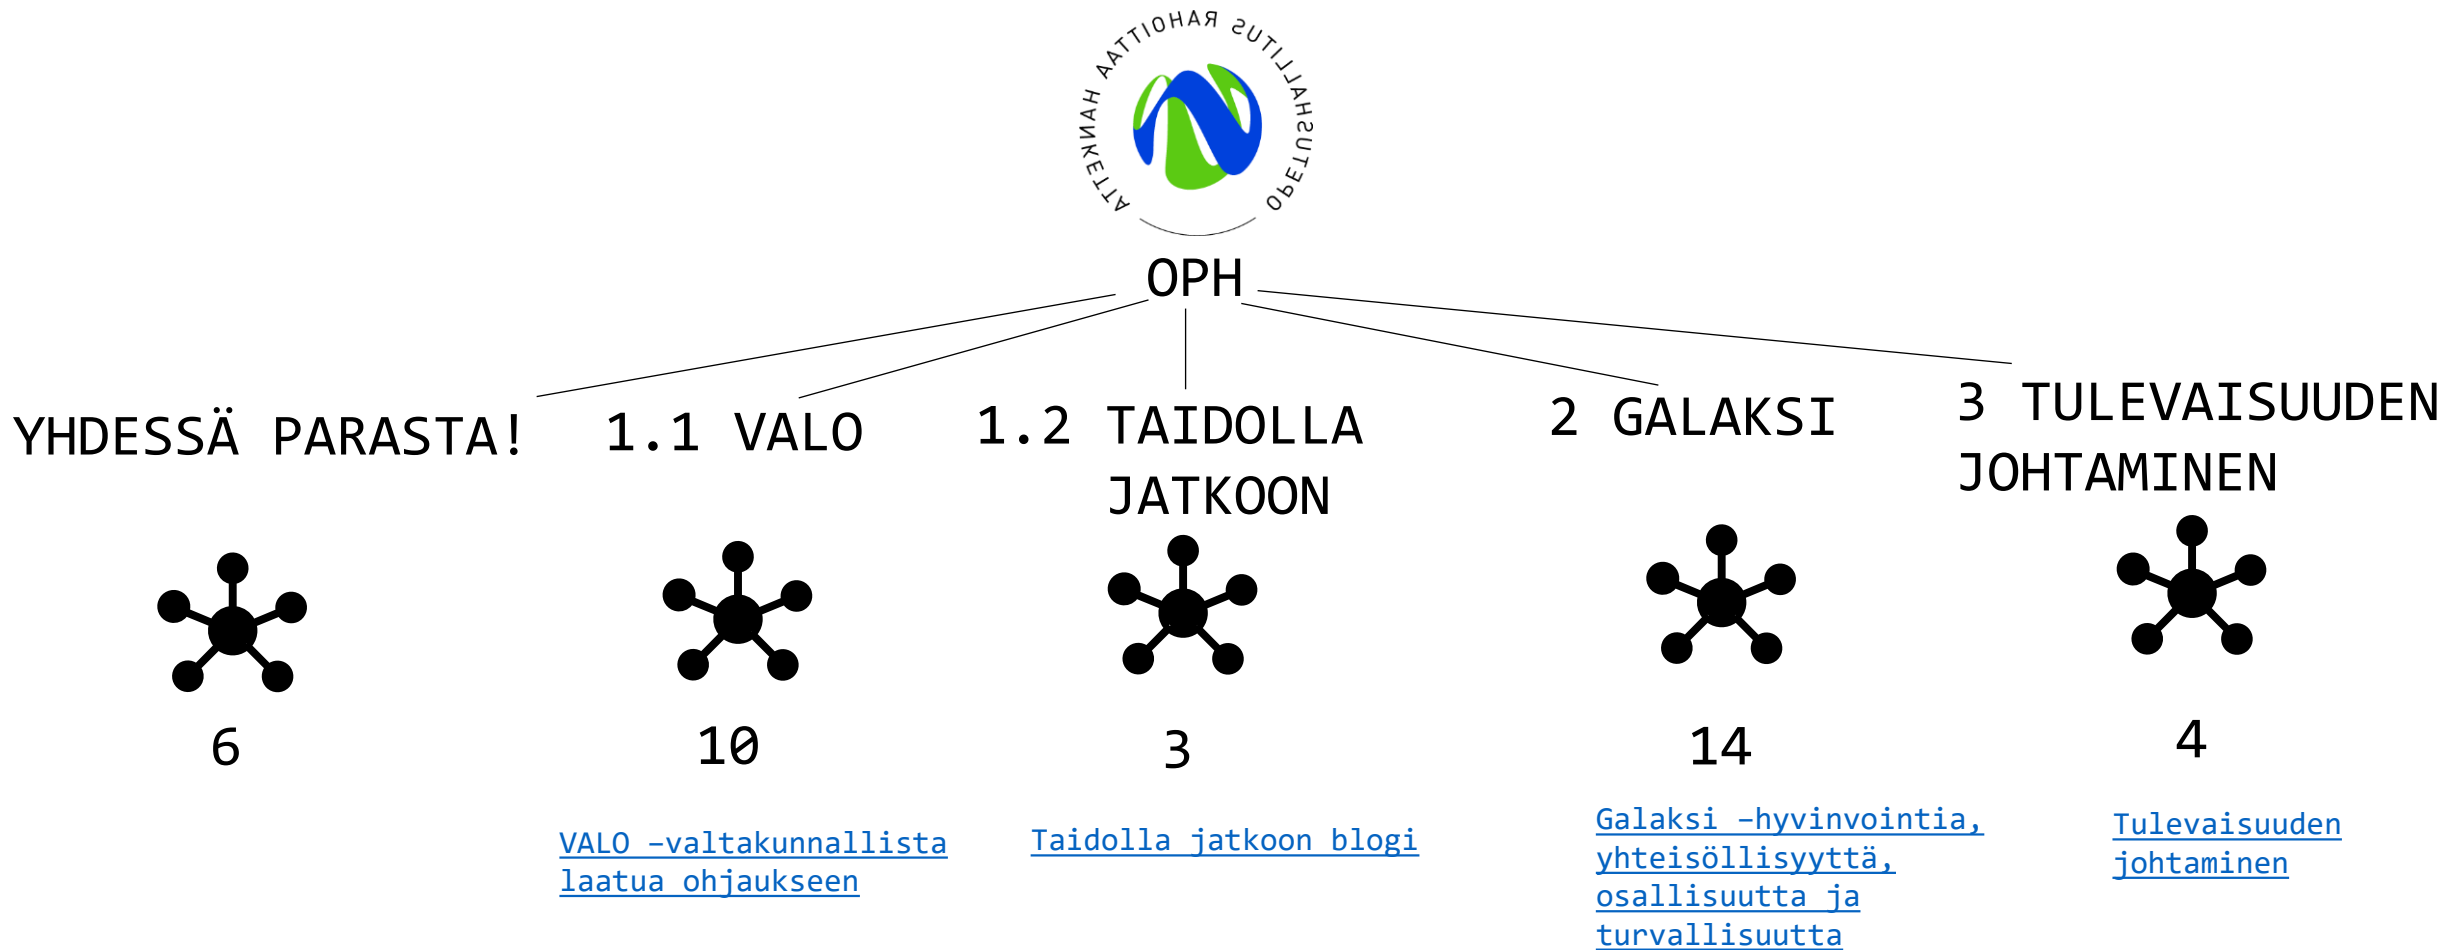 OPETUSHALLITUS RAHOITTAA HANKETTA
OPH
YHDESSÄ PARASTA!
1.1 VALO
1.2 TAIDOLLA
JATKOON
2 GALAKSI
3 TULEVAISUUDEN
JOHTAMINEN
6
10
3
14
4
VALO –valtakunnallista
laatua ohjaukseen
Taidolla jatkoon blogi
Galaksi –hyvinvointia,
yhteisöllisyyttä,
osallisuutta ja
turvallisuutta
Tulevaisuuden
johtaminen